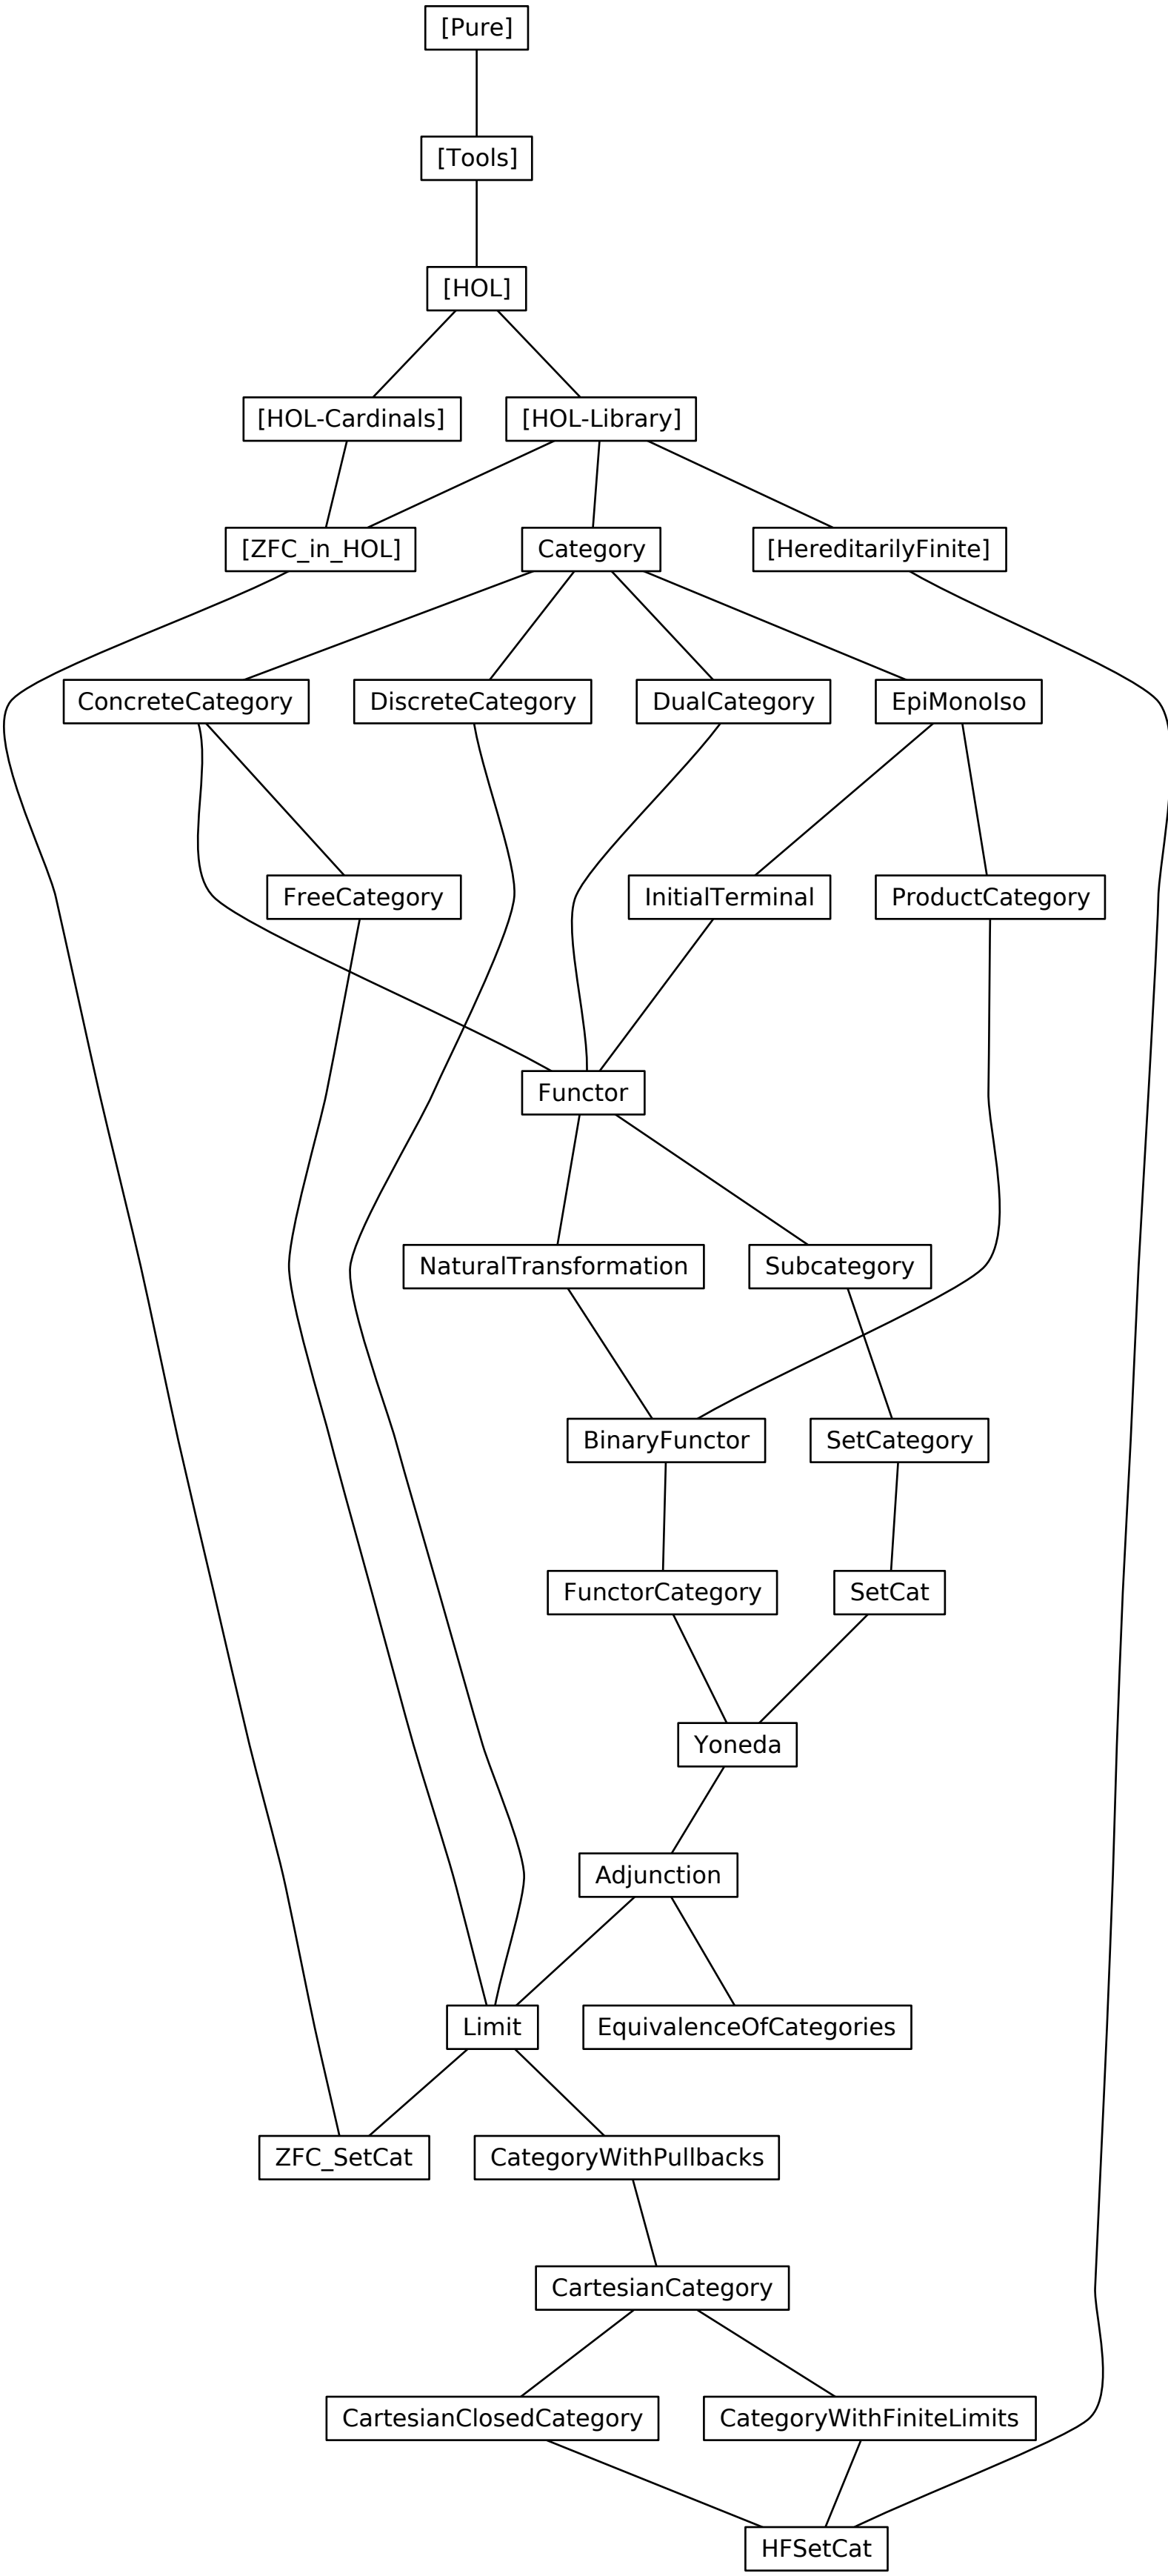 [Pure]
[Tools]
[HOL]
[HOL-Cardinals]
[HOL-Library]
[ZFC_in_HOL]
Category
[HereditarilyFinite]
ConcreteCategory
DiscreteCategory
DualCategory
EpiMonoIso
FreeCategory
InitialTerminal
ProductCategory
Functor
NaturalTransformation
Subcategory
BinaryFunctor
SetCategory
FunctorCategory
SetCat
Yoneda
Adjunction
Limit
EquivalenceOfCategories
ZFC_SetCat
CategoryWithPullbacks
CartesianCategory
CartesianClosedCategory
CategoryWithFiniteLimits
HFSetCat